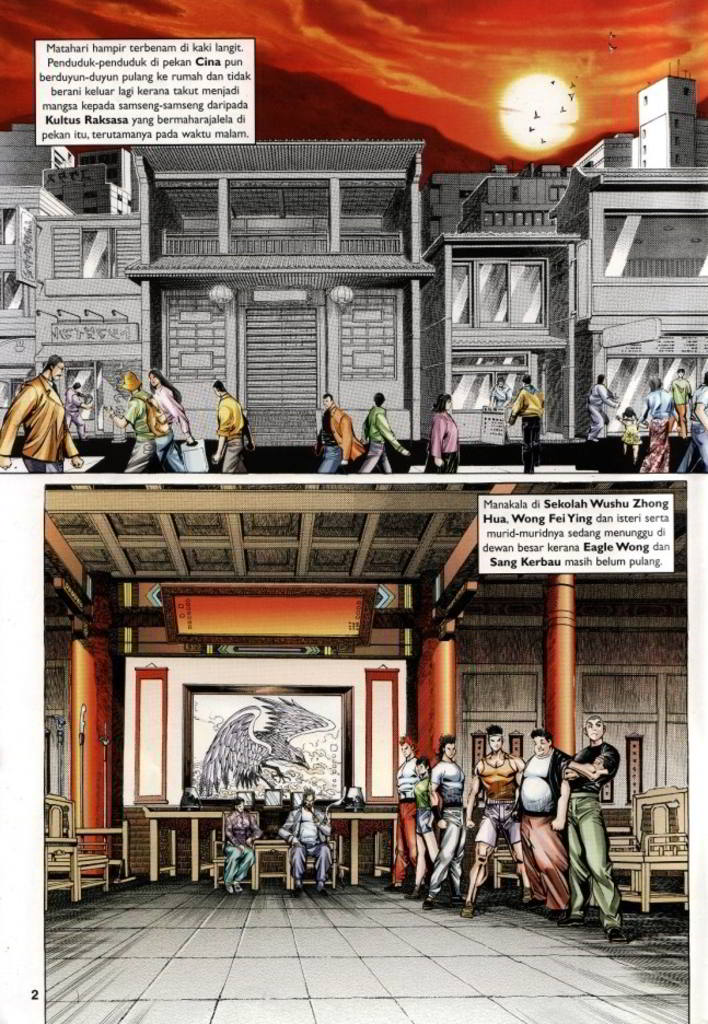 Matahari hampir terbenam di kaki langit.
Penduduk-penduduk di pekan Cina pun
berduyun-duyun pulang ke rumah dan tidak
berani keluar lagi kerana takut menjadi
mangsa kepada samseng-samseng daripada
Kultus Raksasa yang bermaharajalela di
pekan itu, terutamanya pada waktu malam.
Manakala di Sekolah Wushu Zhong
Hua, Wong Fei Ying dan isteri serta
murid-muridnya sedang menunggu di
dewan besar kerana Eagle Wong dan
Sang Kerbau masih belum pulang.
2